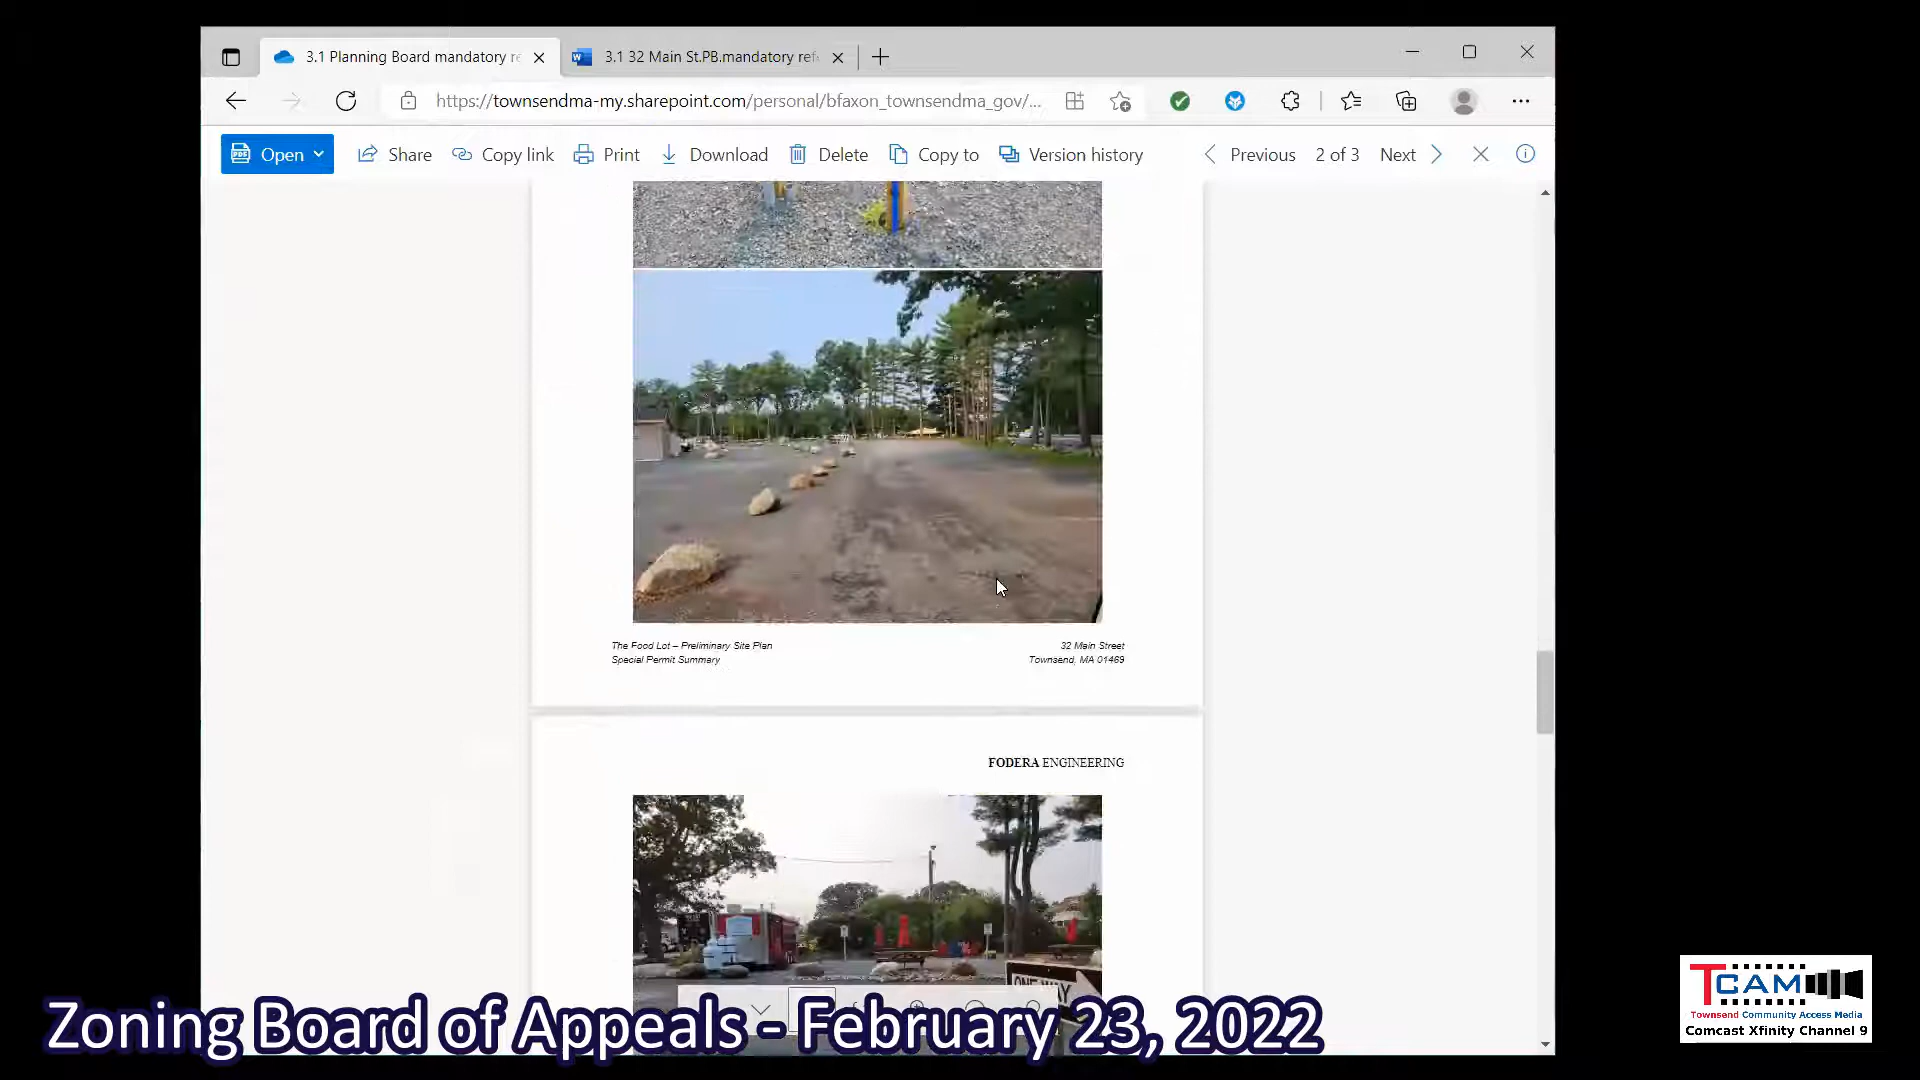 3.1 Planning Board mandatory re
3.1 32 Main St.PB.mandatory ref
https://townsendma-my.sharepoint.com/personal/bfaxon_townsendma_gov/...
Open
Share
Copy link
Print
Download
Delete
Copy to
Version history
Previous
2 of 3
Next
The Food Lot – Preliminary Site Plan
Special Permit Summary
32 Main Street
Townsend, MA 01469
FODERA ENGINEERING
ONE WAY
Zoning Board of Appeals - February 23, 2022
TCAM
Townsend Community Access Media
Comcast Xfinity Channel 9